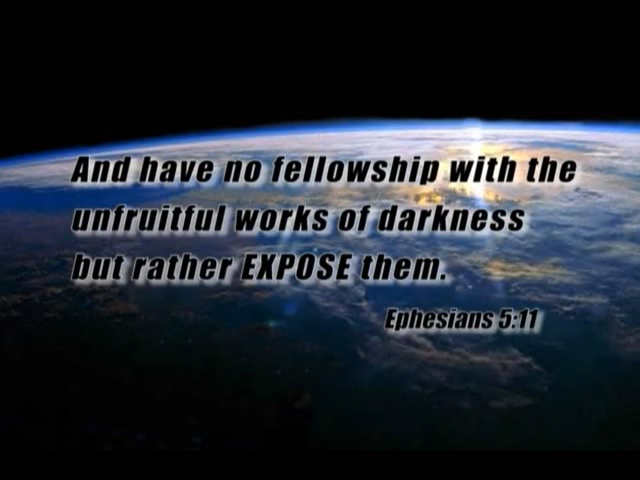 And have no fellowship with the
unfruitful works of darkness
but rather EXPOSE them.
Ephesians 5:11